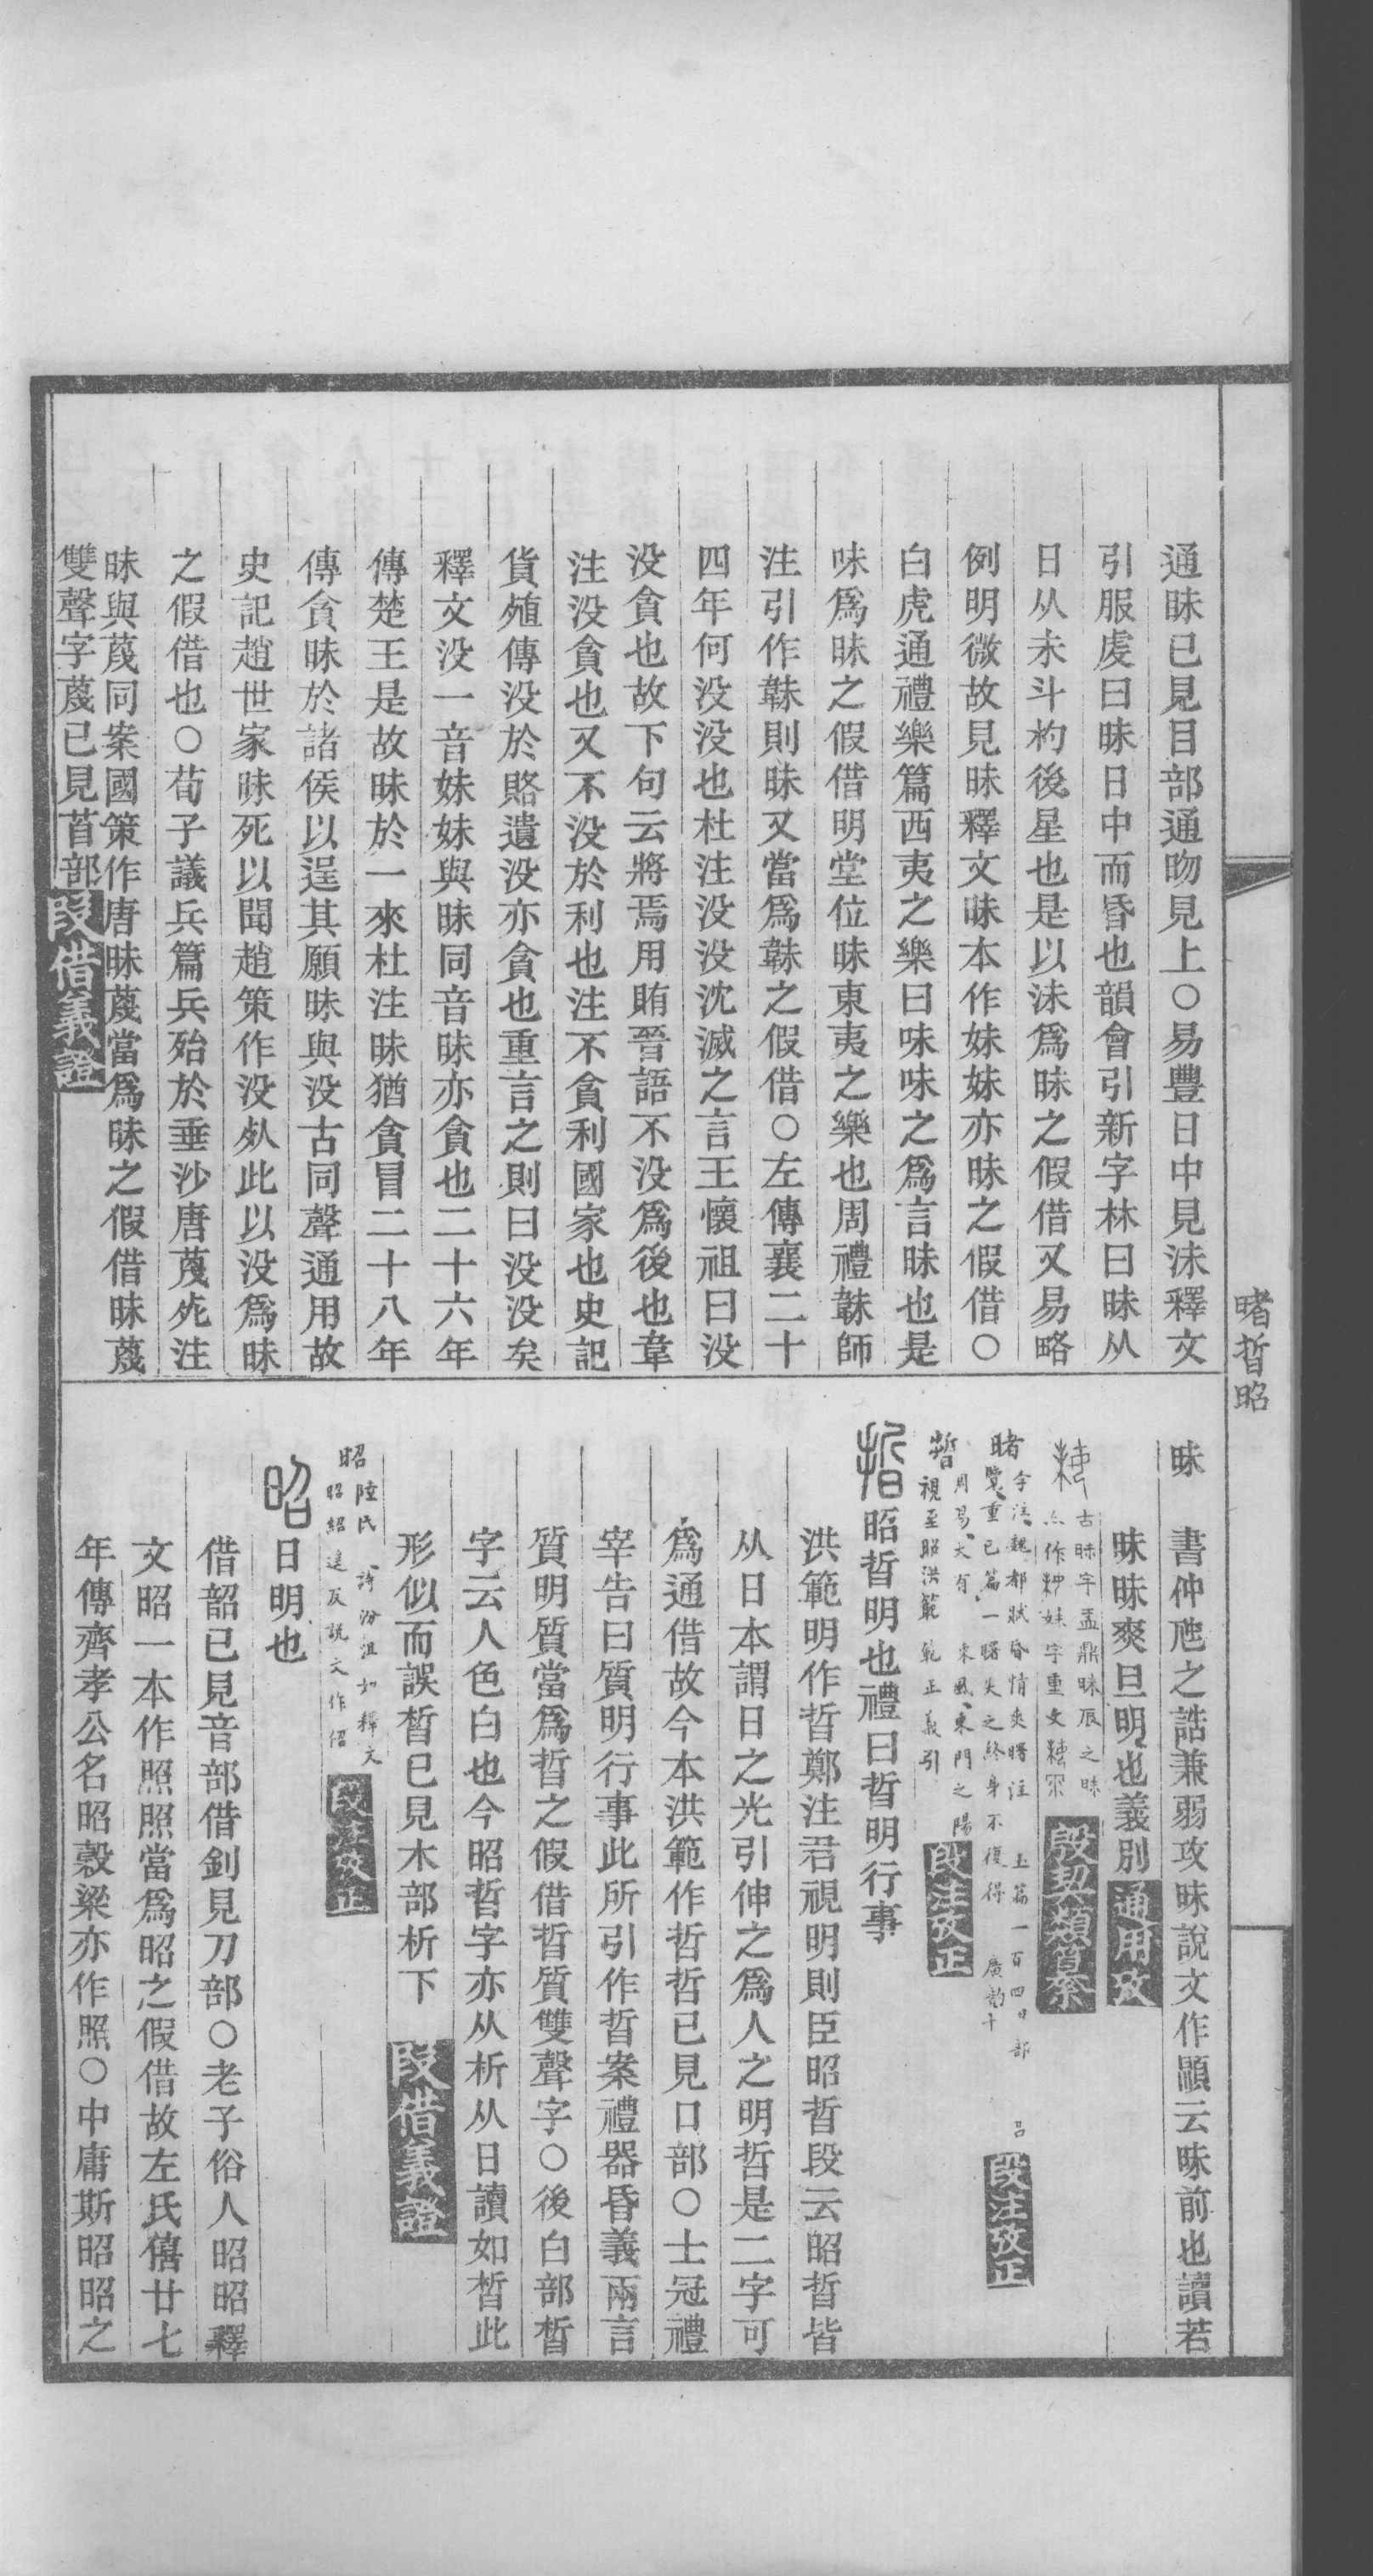 睹晢昭
通昧已見目部通吻見上○易豐日中見沬釋文
引服虔曰昧日中而昏也韻會引新字林曰昧从
日从未斗杓後星也是以沬爲昧之假借又易略
例明微故見昧釋文昧本作妹妹亦昧之假借○
白虎通禮樂篇西夷之樂曰味味之爲言昧也是
味爲昧之假借明堂位昧東夷之樂也周禮韎師
注引作韎則昧又當爲韎之假借○左傳襄二十
四年何没没也杜注没没沈滅之言王懷祖曰没
没貪也故下句云將焉用賄晉語不没爲後也韋
注没貪也又不没於利也注不貪利國家也史記
貨殖傳没於賂遺没亦貪也重言之則曰没没矣
釋文没一音妹妹與昧同音昧亦貪也二十六年
傳楚王是故昧於一來杜注昧猶貪冒二十八年
傳貪昧於諸侯以逞其願昧與没古同聲通用故
史記趙世家昧死以聞趙策作没死此以没爲昧
之假借也○荀子議兵篇兵殆於垂沙唐蔑死注
昧與蔑同案國策作唐昧蔑當爲昧之假借昧蔑
雙聲字蔑已見苜部 段借義證
昧 書仲虺之誥兼弱攻昧說文作顯云昧前也讀若
昧昧爽旦明也義別 通用攷
古昧字盂鼎昧辰之昧
殷契類纂
睹 李注魏都賦昏情爽曙注
覽重已篇一曙失之終身不復得
玉篇一百四日部
廣韵十
段注攷正
晢 周易大有 東風東門之陽
視至昭洪範 範正義引
段注攷正
晢 昭晢明也禮曰晢明行事
洪範明作晢鄭注君視明則臣昭晢段云昭晢皆
从日本謂日之光引伸之爲人之明哲是二字可
爲通借故今本洪範作哲哲已見口部○士冠禮
宰告曰質明行事此所引作晢案禮器昏義兩言
質明質當爲晢之假借晢質雙聲字○後白部皙
字云人色白也今昭晢字亦从析从日讀如皙此
形似而誤皙已見木部析下 段借義證
昭 陸氏詩汾沮如釋文
昭紹遠反説文作佋
段注攷正
昭 日明也
借韶已見音部借釗見刀部○老子俗人昭昭釋
文昭一本作照照當爲昭之假借故左氏僖廿七
年傳齊孝公名昭穀梁亦作照○中庸斯昭昭之